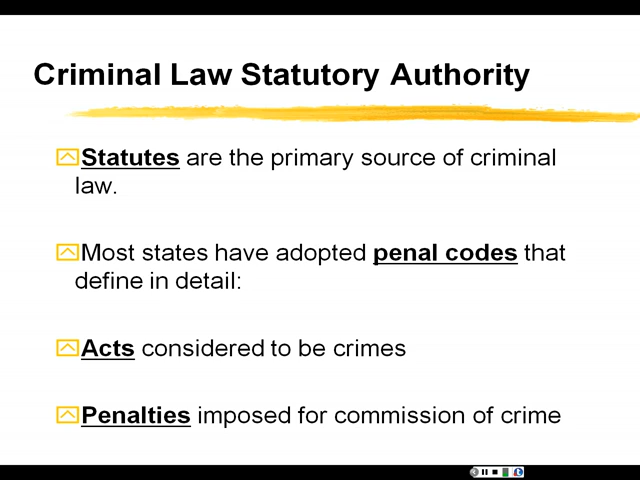 Criminal Law Statutory Authority
Statutes are the primary source of criminal
law.
Most states have adopted penal codes that
define in detail:
Acts considered to be crimes
Penalties imposed for commission of crime